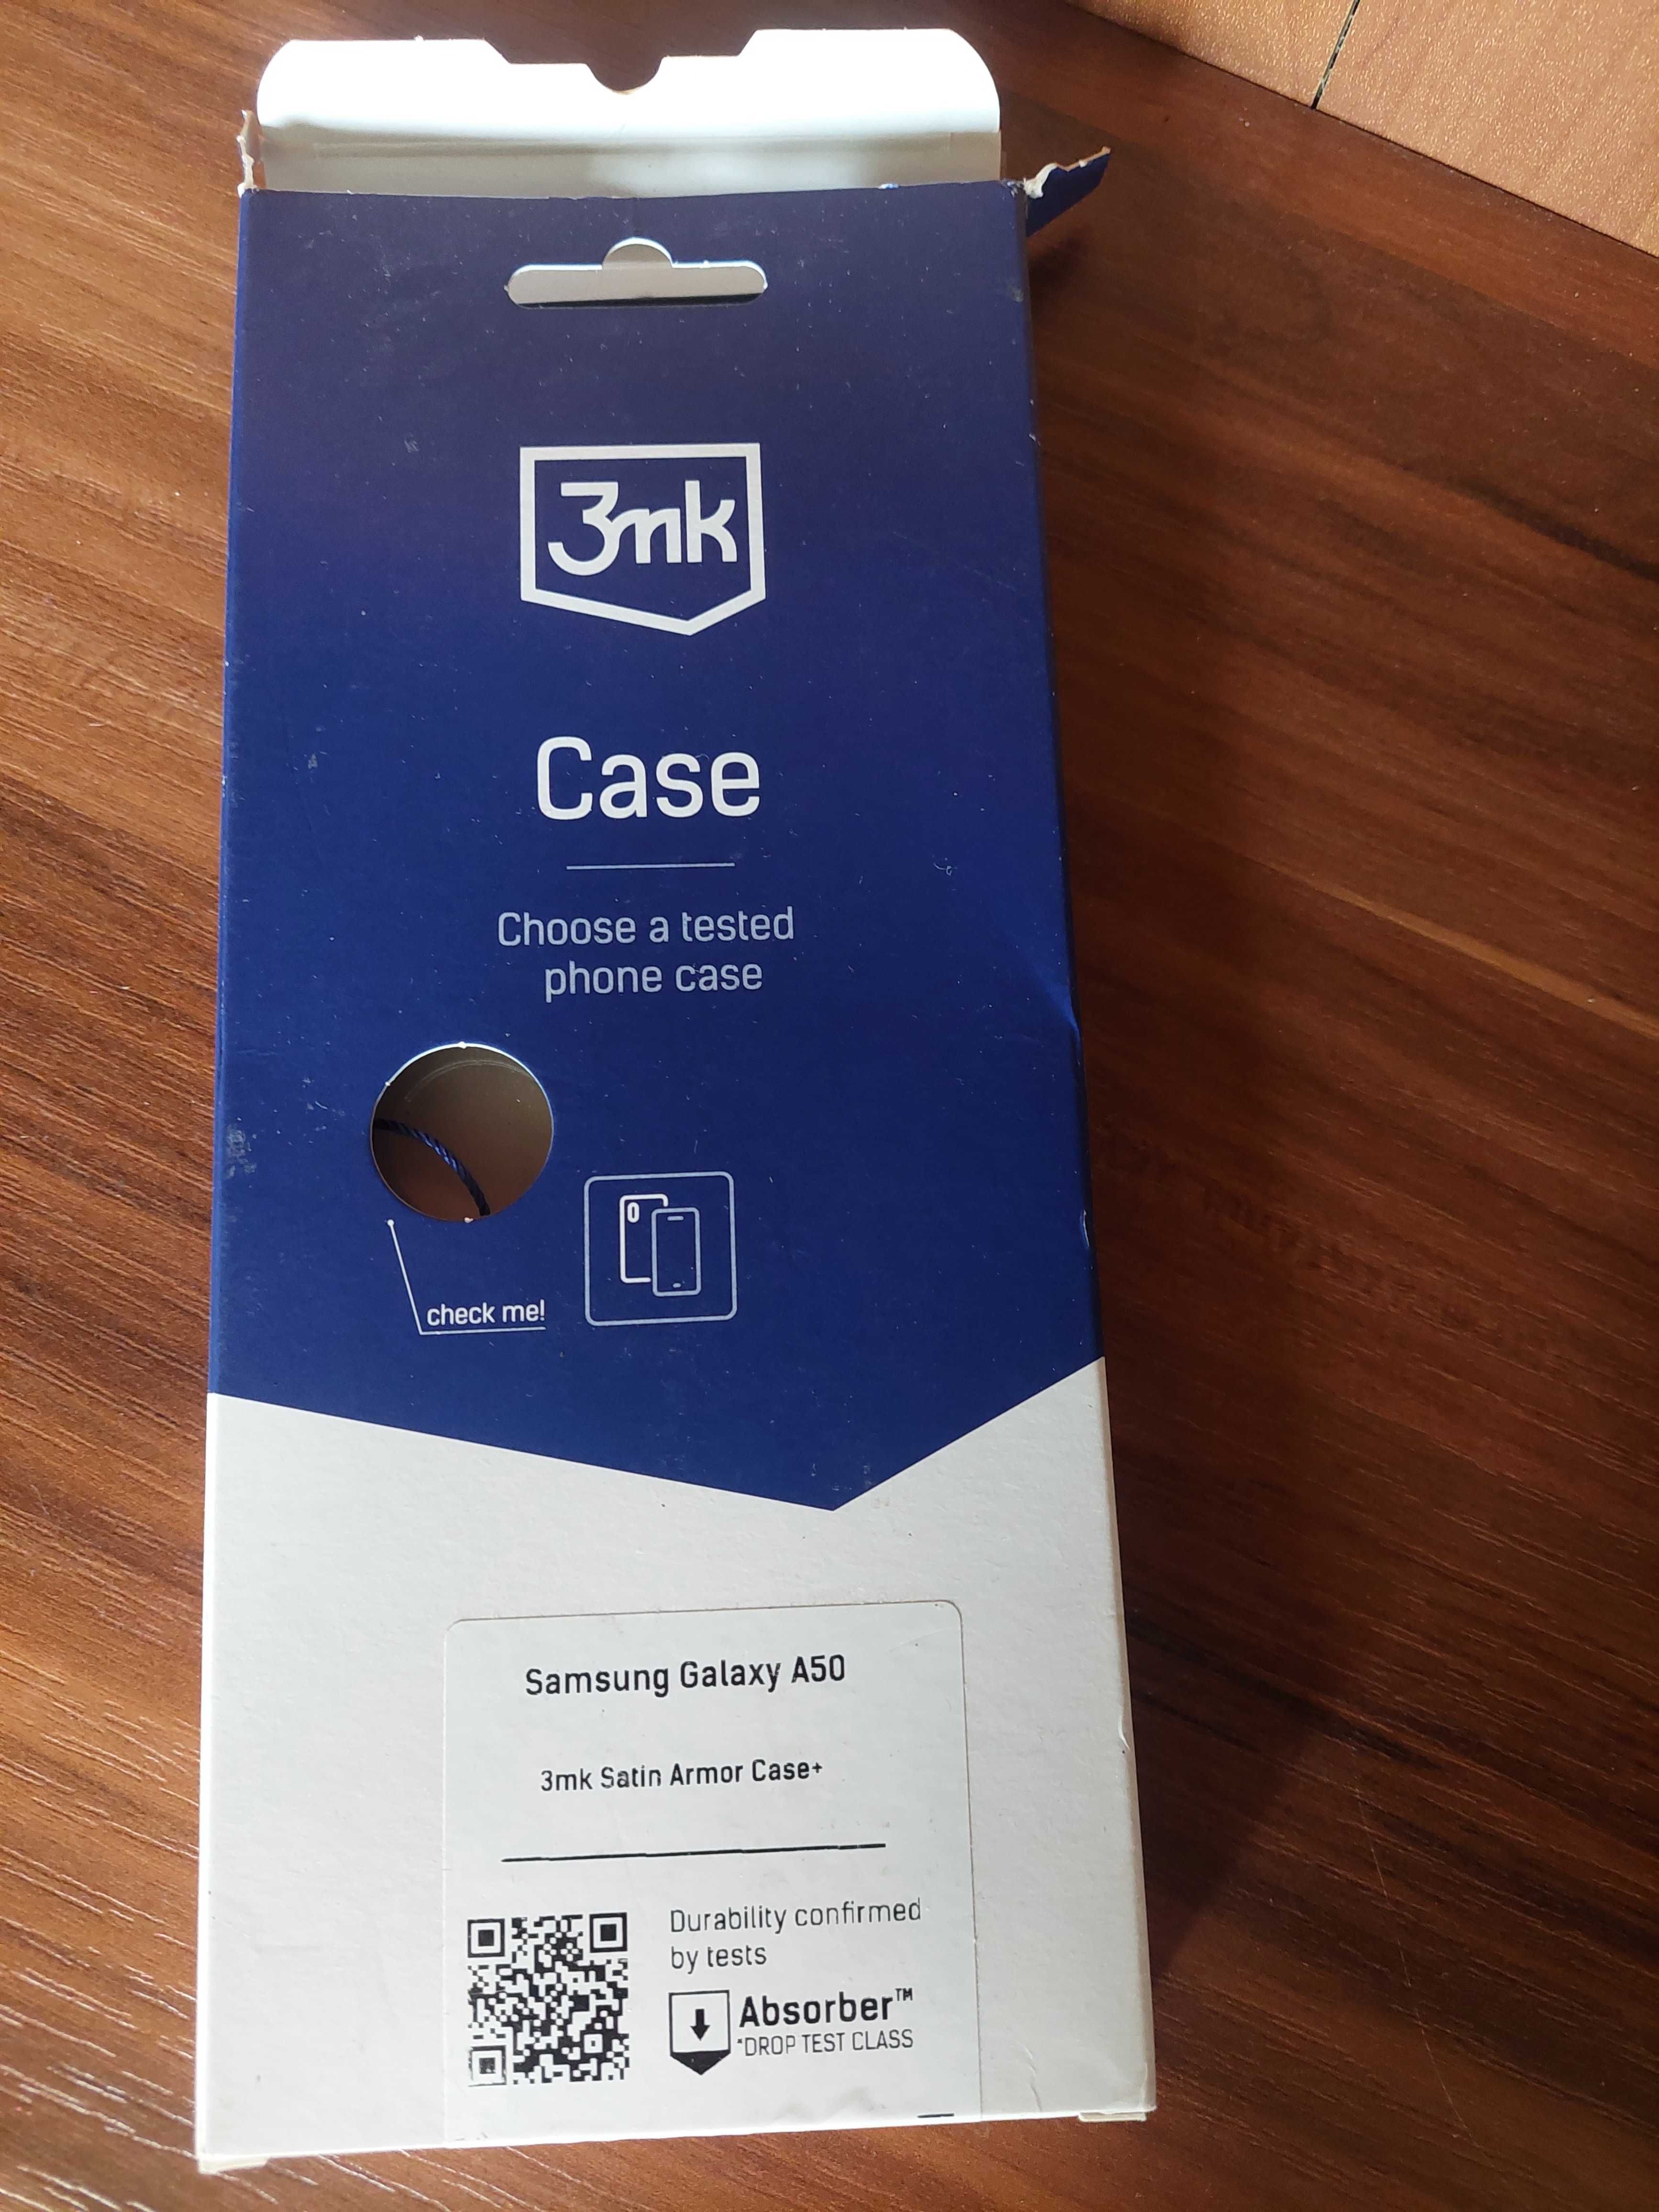 3mk
Case
Choose a tested
phone case
check me!
Samsung Galaxy A50
3mk Satin Armor Case+
Durability confirmed
by tests
Absorber™
*DROP TEST CLASS